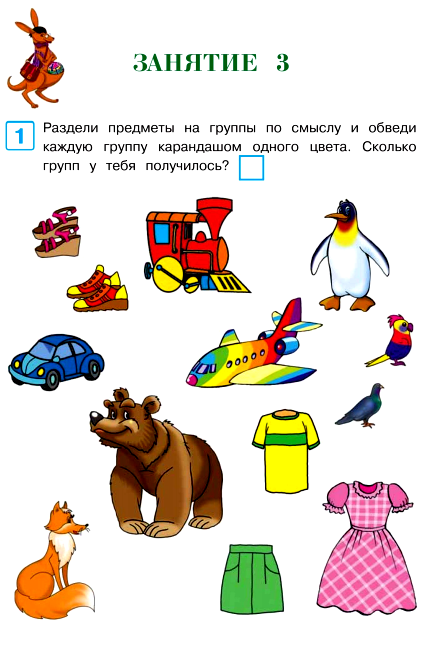 ЗАНЯТИЕ 3
1
Раздели предметы на группы по смыслу и обведи
каждую группу карандашом одного цвета. Сколько
групп у тебя получилось?